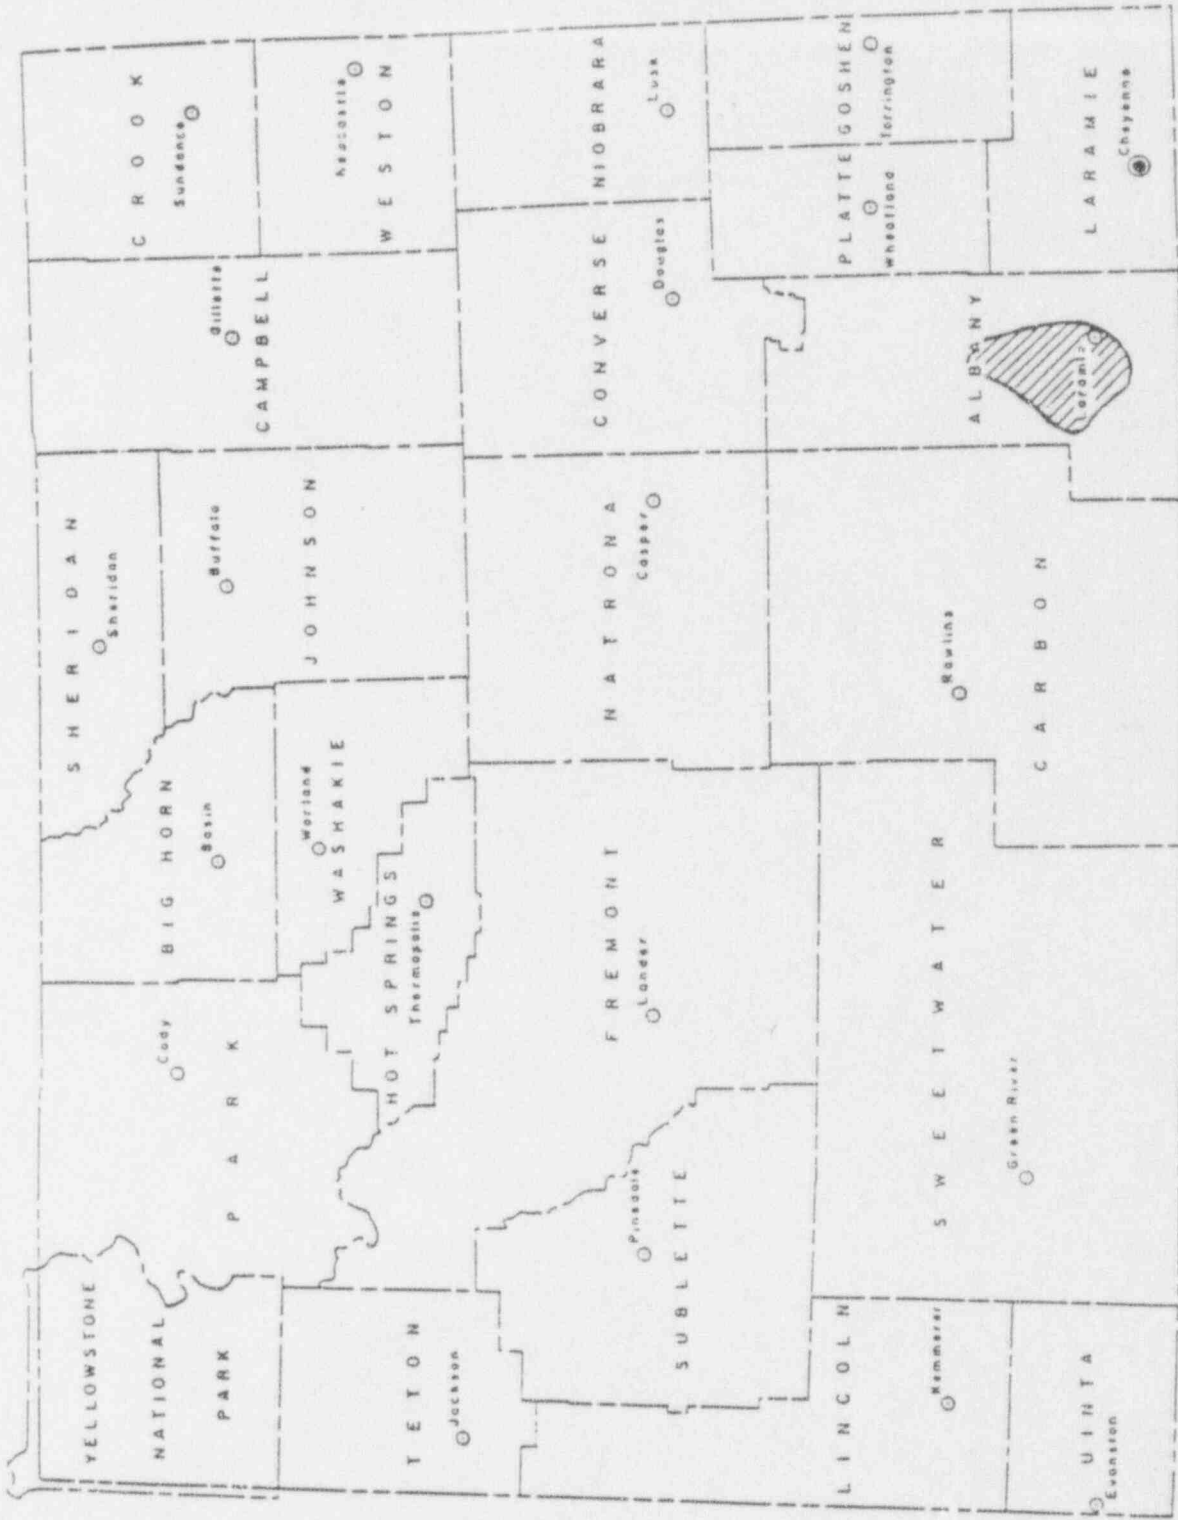 YELLOWSTONE
NATIONAL
PARK
PARK
Cody
BIG HORN
Basin
SHERIDAN
Sheridan
JOHNSON
Buffalo
CAMPBELL
Gillette
CROOK
Sundance
WESTON
Newcastle
TETON
Jackson
HOT SPRINGS
Thermopolis
WASHAKIE
Worland
FREMONT
Lander
SUBLETTE
Pinedale
NATRONA
Casper
CONVERSE
Douglas
NIOBRARA
Lusk
LINCOLN
Kemmerer
SWEETWATER
Green River
UINTA
Evanston
CARBON
Rawlins
ALBANY
Laramie
PLATTE
Wheatland
GOSHEN
Torrington
LARAMIE
Cheyenne